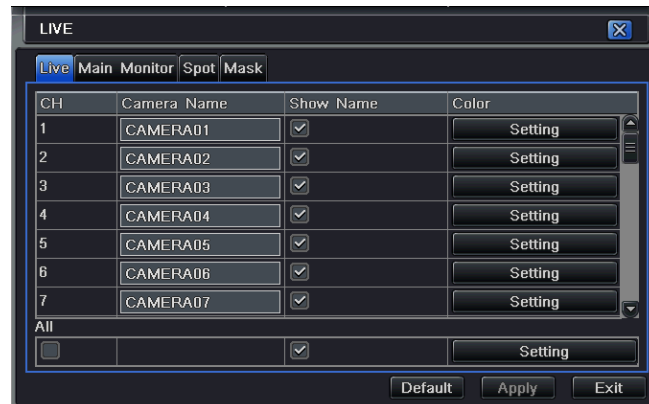 LIVE
Live Main Monitor Spot Mask
CH Camera Name Show Name Color
1 CAMERA01 Setting
2 CAMERA02 Setting
3 CAMERA03 Setting
4 CAMERA04 Setting
5 CAMERA05 Setting
6 CAMERA06 Setting
7 CAMERA07 Setting
All
Setting
Default Apply Exit